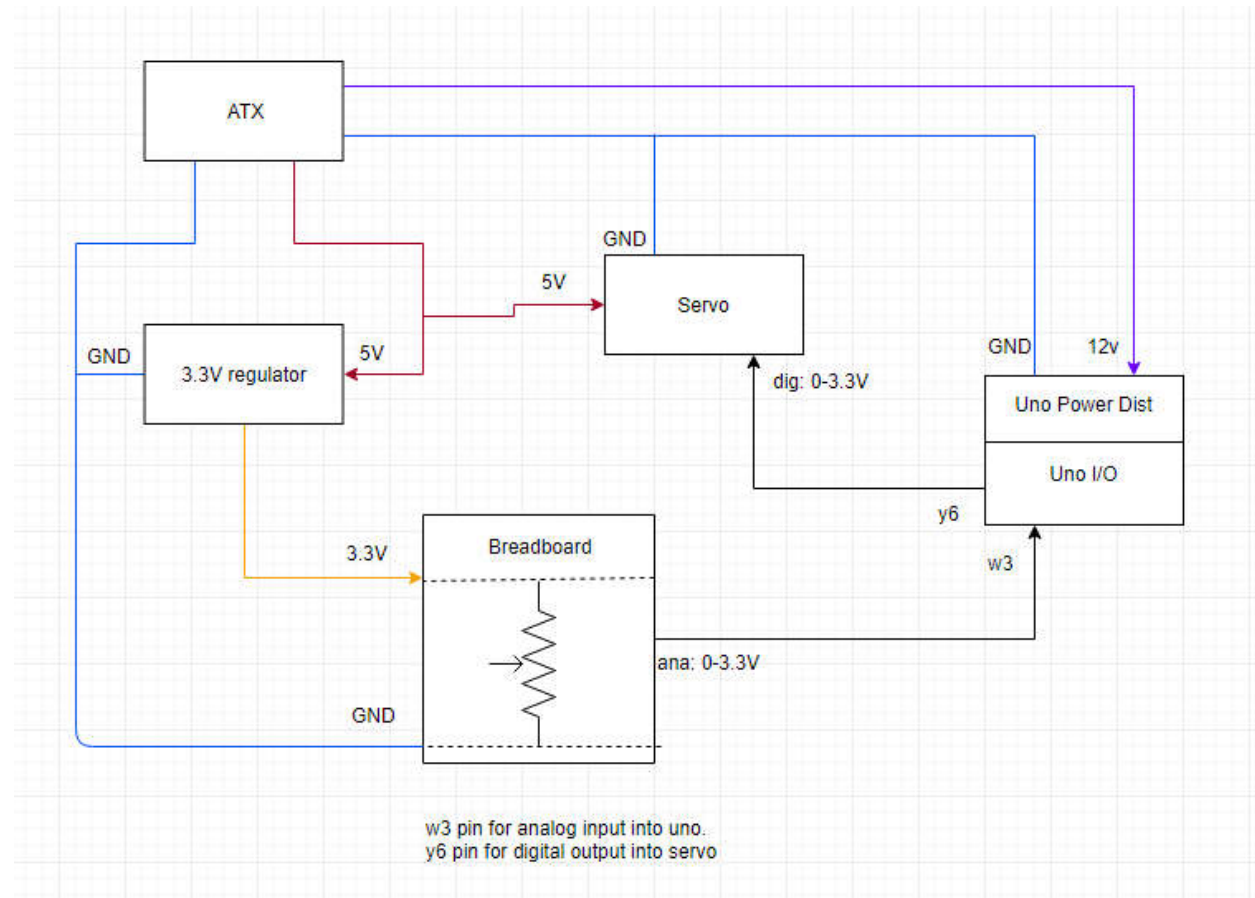 ATX
GND
5V
Servo
GND
5V
3.3V regulator
dig: 0-3.3V
GND
12v
Uno Power Dist
Uno I/O
y6
w3
3.3V
Breadboard
ana: 0-3.3V
GND
w3 pin for analog input into uno.
y6 pin for digital output into servo